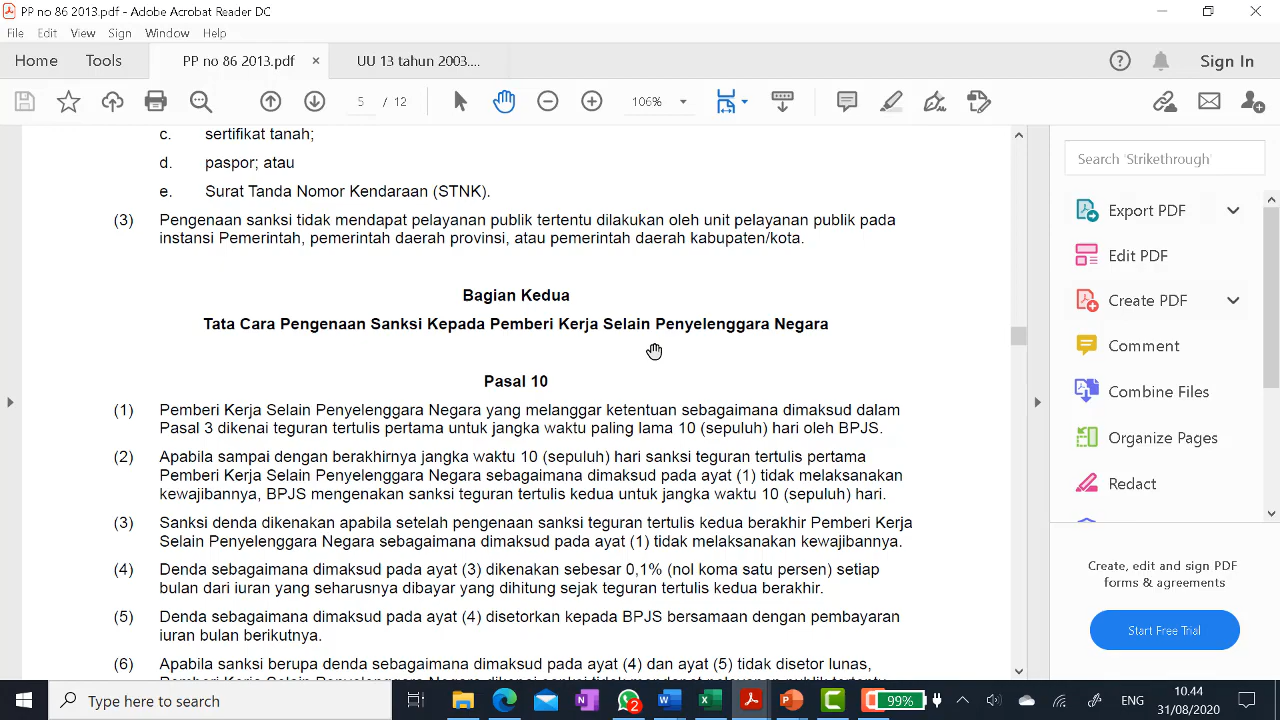 PP no 86 2013.pdf - Adobe Acrobat Reader DC
File Edit View Sign Window Help
Home Tools PP no 86 2013.pdf × UU 13 tahun 2003.... Sign In
5 / 12 106%
c. sertifikat tanah;
d. paspor; atau
e. Surat Tanda Nomor Kendaraan (STNK).
(3) Pengenaan sanksi tidak mendapat pelayanan publik tertentu dilakukan oleh unit pelayanan publik pada
instansi Pemerintah, pemerintah daerah provinsi, atau pemerintah daerah kabupaten/kota.
Bagian Kedua
Tata Cara Pengenaan Sanksi Kepada Pemberi Kerja Selain Penyelenggara Negara
Pasal 10
(1) Pemberi Kerja Selain Penyelenggara Negara yang melanggar ketentuan sebagaimana dimaksud dalam
Pasal 3 dikenai teguran tertulis pertama untuk jangka waktu paling lama 10 (sepuluh) hari oleh BPJS.
(2) Apabila sampai dengan berakhirnya jangka waktu 10 (sepuluh) hari sanksi teguran tertulis pertama
Pemberi Kerja Selain Penyelenggara Negara sebagaimana dimaksud pada ayat (1) tidak melaksanakan
kewajibannya, BPJS mengenakan sanksi teguran tertulis kedua untuk jangka waktu 10 (sepuluh) hari.
(3) Sanksi denda dikenakan apabila setelah pengenaan sanksi teguran tertulis kedua berakhir Pemberi Kerja
Selain Penyelenggara Negara sebagaimana dimaksud pada ayat (1) tidak melaksanakan kewajibannya.
(4) Denda sebagaimana dimaksud pada ayat (3) dikenakan sebesar 0,1% (nol koma satu persen) setiap
bulan dari iuran yang seharusnya dibayar yang dihitung sejak teguran tertulis kedua berakhir.
(5) Denda sebagaimana dimaksud pada ayat (4) disetorkan kepada BPJS bersamaan dengan pembayaran
iuran bulan berikutnya.
(6) Apabila sanksi berupa denda sebagaimana dimaksud pada ayat (4) dan ayat (5) tidak disetor lunas,
Search 'Strikethrough'
Export PDF
Edit PDF
Create PDF
Comment
Combine Files
Organize Pages
Redact
Create, edit and sign PDF
forms & agreements
Start Free Trial
Type here to search
2
99%
ENG
10.44
31/08/2020